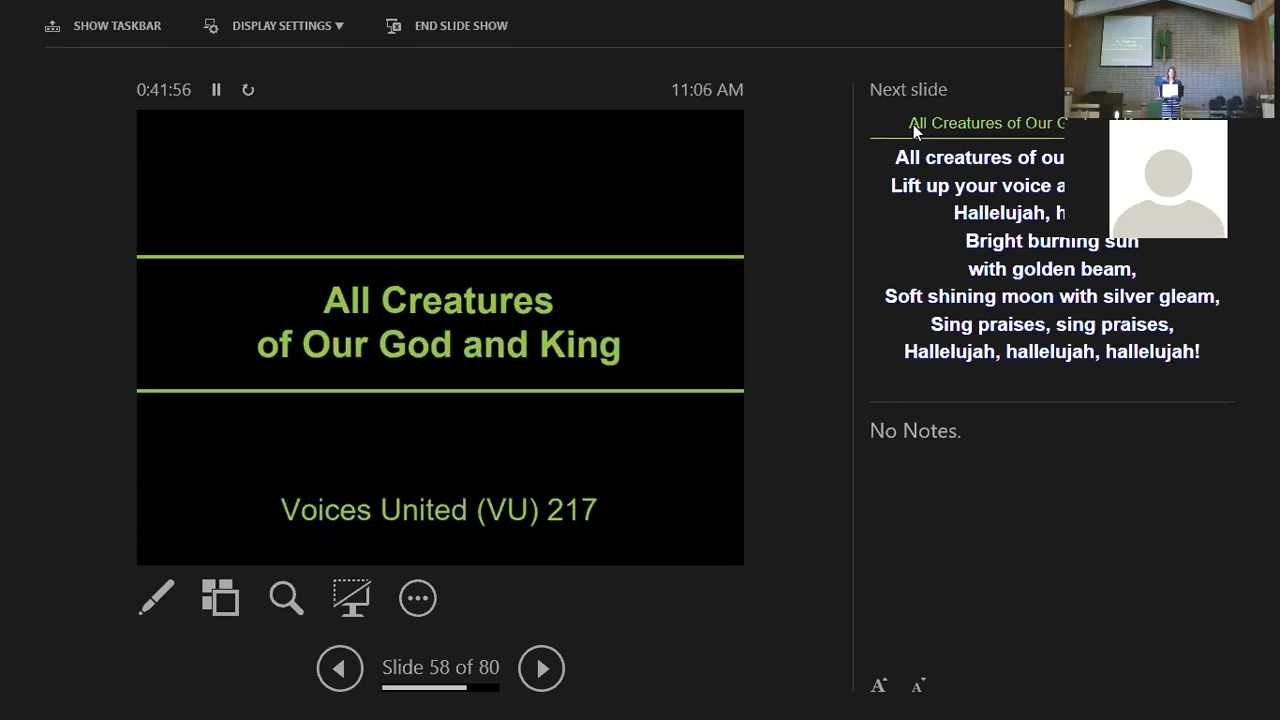 SHOW TASKBAR
DISPLAY SETTINGS
END SLIDE SHOW
0:41:56
11:06 AM
All Creatures
of Our God and King
Voices United (VU) 217
Slide 58 of 80
Next slide
All Creatures of Our
All creatures of
Lift up your voice
Hallelujah,
Bright burning sun
with golden beam,
Soft shining moon with silver gleam,
Sing praises, sing praises,
Hallelujah, hallelujah, hallelujah!
No Notes.
A A